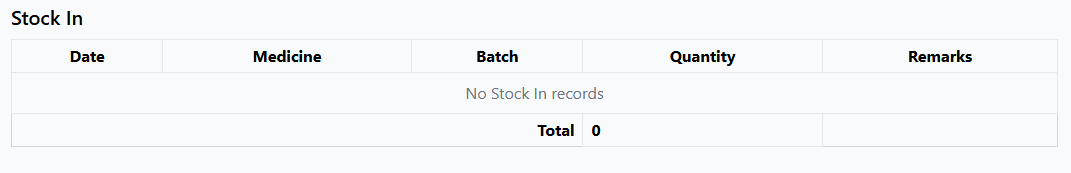 Stock In
Date Medicine Batch Quantity Remarks
No Stock In records
Total 0